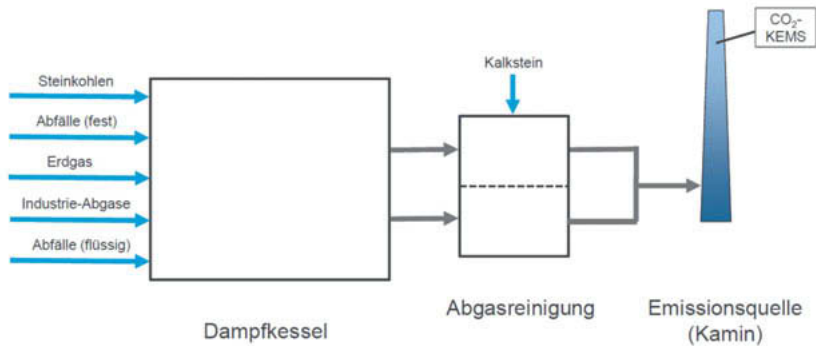 Steinkohlen
Abfälle (fest)
Erdgas
Industrie-Abgase
Abfälle (flüssig)
Dampfkessel
Kalkstein
Abgasreinigung
CO₂-
KEMS
Emissionsquelle
(Kamin)